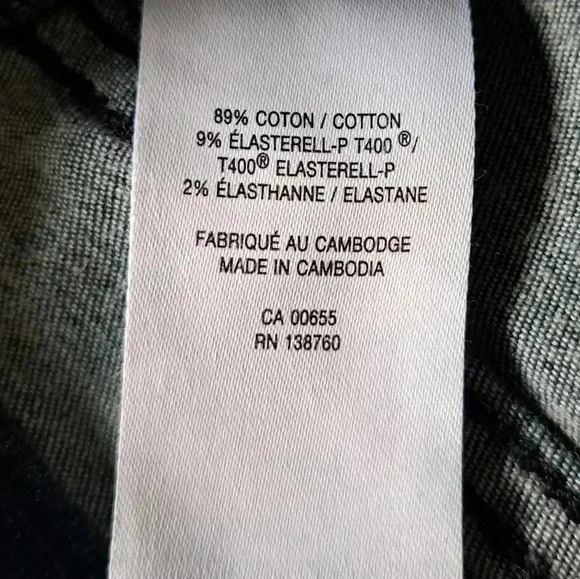 89% COTON / COTTON
9% ÉLASTERELL-P T400 ®/
T400® ELASTERELL-P
2% ÉLASTHANNE / ELASTANE
FABRIQUÉ AU CAMBODGE
MADE IN CAMBODIA
CA 00655
RN 138760